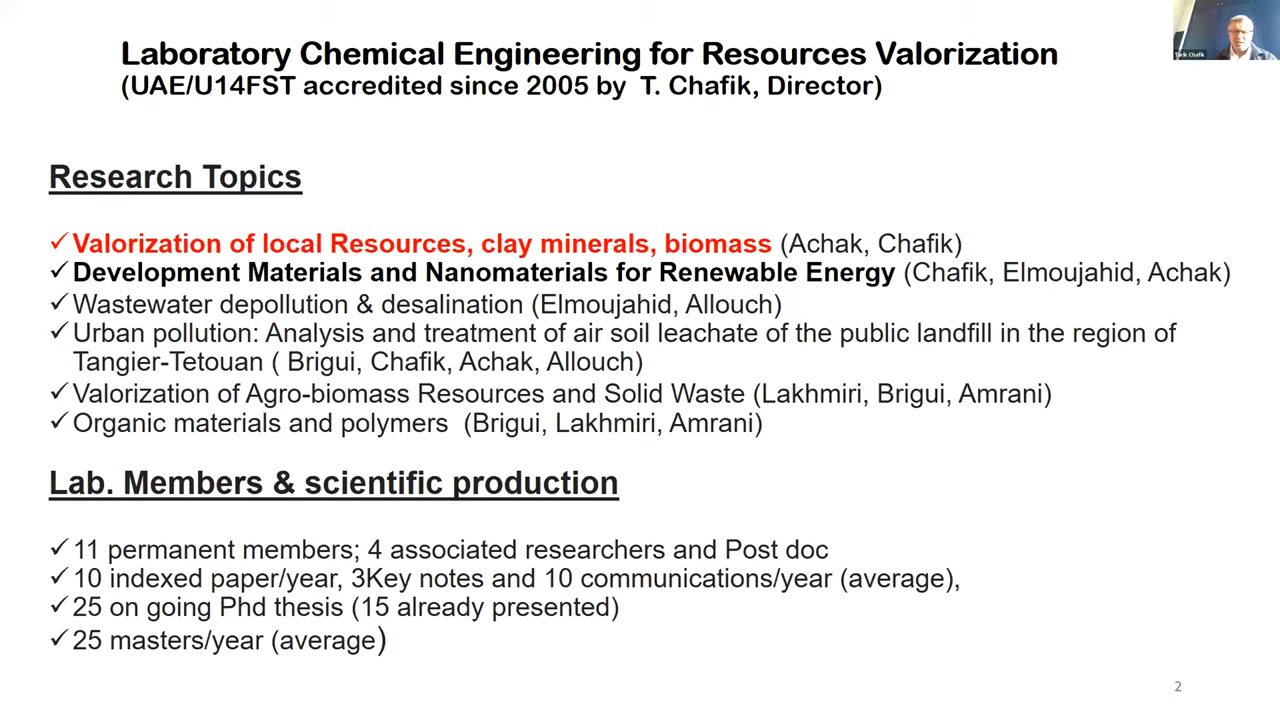 Laboratory Chemical Engineering for Resources Valorization
(UAE/U14FST accredited since 2005 by T. Chafik, Director)
Tarik Chafik
Research Topics
✓Valorization of local Resources, clay minerals, biomass (Achak, Chafik)
✓Development Materials and Nanomaterials for Renewable Energy (Chafik, Elmoujahid, Achak)
✓Wastewater depollution & desalination (Elmoujahid, Allouch)
✓Urban pollution: Analysis and treatment of air soil leachate of the public landfill in the region of
Tangier-Tetouan ( Brigui, Chafik, Achak, Allouch)
✓Valorization of Agro-biomass Resources and Solid Waste (Lakhmiri, Brigui, Amrani)
✓Organic materials and polymers (Brigui, Lakhmiri, Amrani)
Lab. Members & scientific production
✓11 permanent members; 4 associated researchers and Post doc
✓10 indexed paper/year, 3Key notes and 10 communications/year (average),
✓25 on going Phd thesis (15 already presented)
✓25 masters/year (average)
2